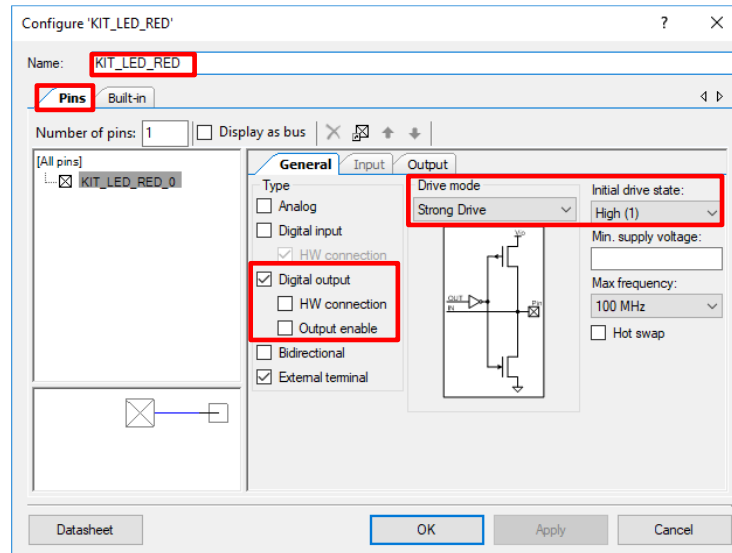 Configure 'KIT_LED_RED'
?
Name: KIT_LED_RED
Pins Built-in
Number of pins: 1 Display as bus
[All pins]
KIT_LED_RED_0
General Input Output
Type
Analog
Digital input
HW connection
Digital output
HW connection
Output enable
Bidirectional
External terminal
Drive mode
Strong Drive
Vio
OUT
IN
Pin
Initial drive state:
High (1)
Min. supply voltage:
Max frequency:
100 MHz
Hot swap
Datasheet OK Apply Cancel